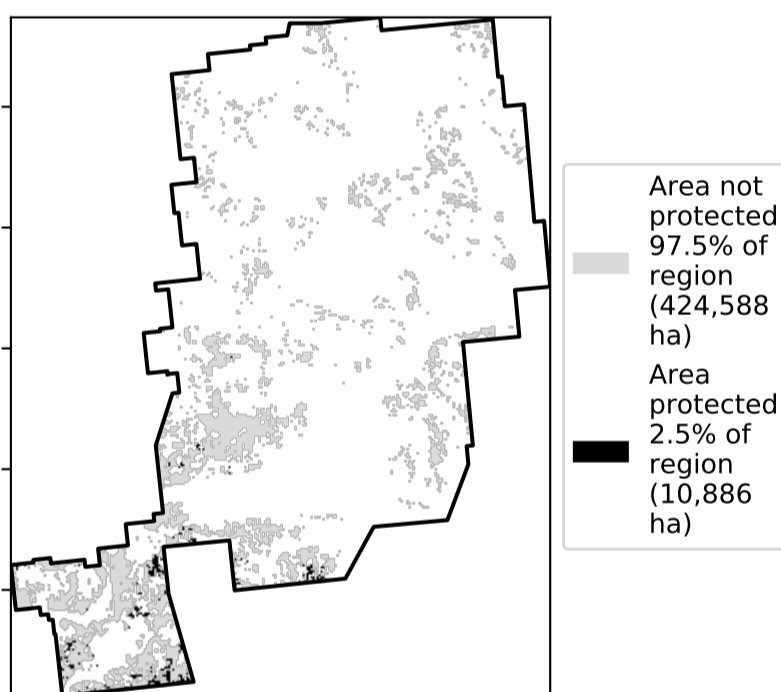 Area not
protected
97.5% of
region
(424,588
ha)
Area
protected
2.5% of
region
(10,886
ha)